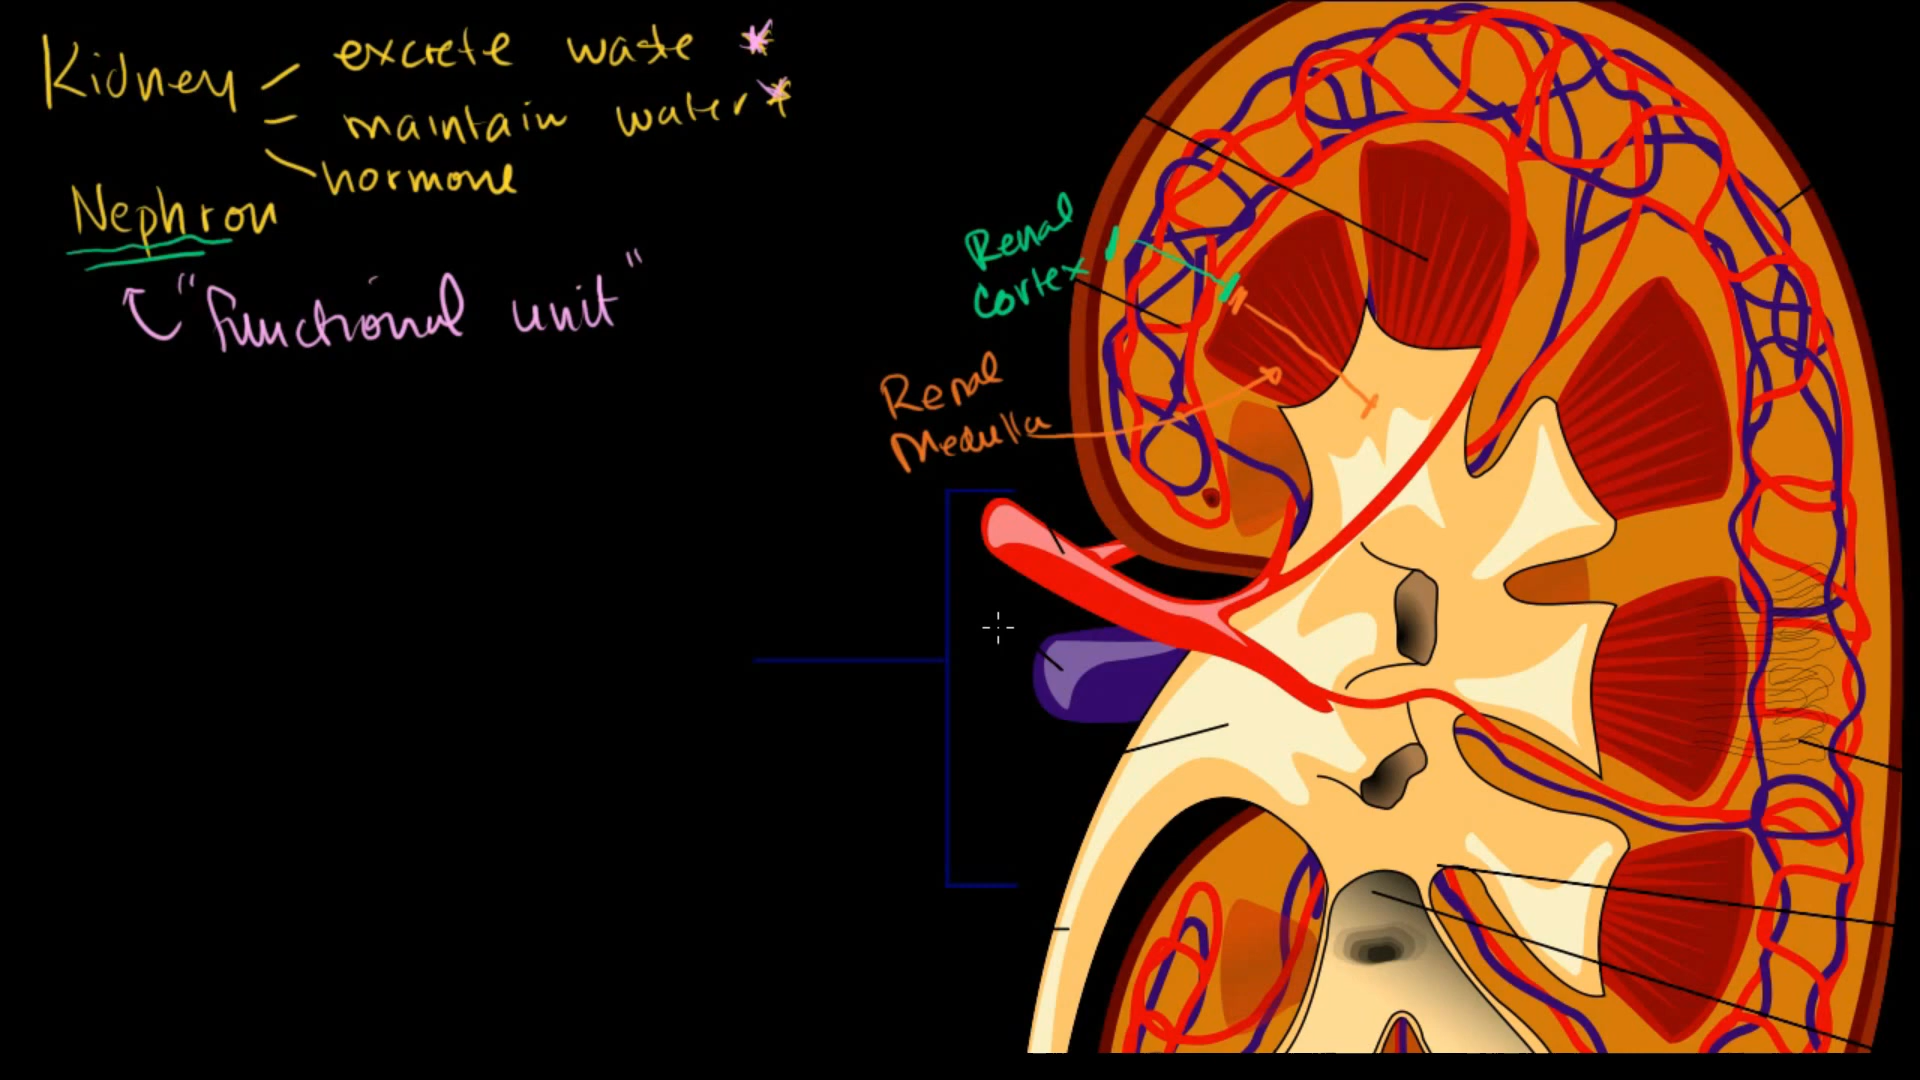 Kidney
excrete waste *
maintain water *
hormone
Nephron
"functional unit"
Renal
Cortex
Renal
Medulla